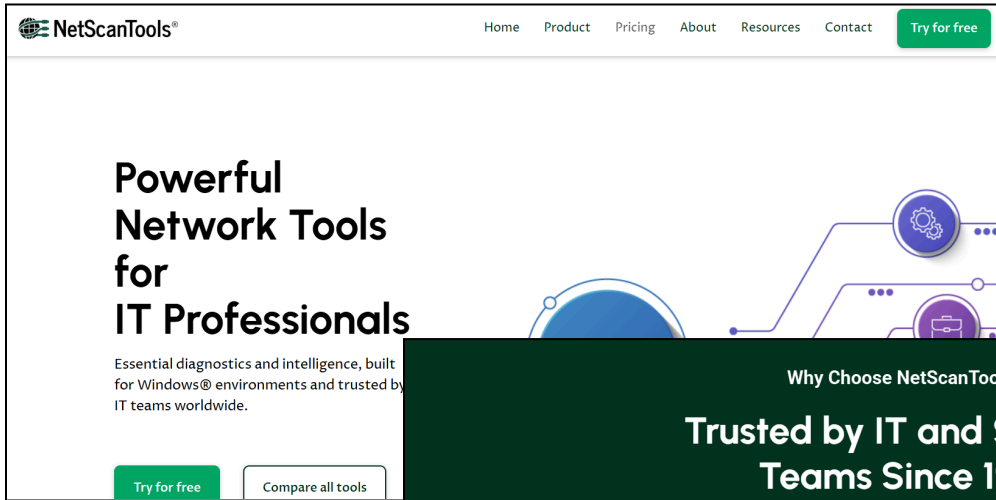 NetScanTools®
Home Product Pricing About Resources Contact Try for free
Powerful
Network Tools
for
IT Professionals
Essential diagnostics and intelligence, built
for Windows® environments and trusted by
IT teams worldwide.
Try for free Compare all tools
Why Choose
Trusted by IT and
Teams Since